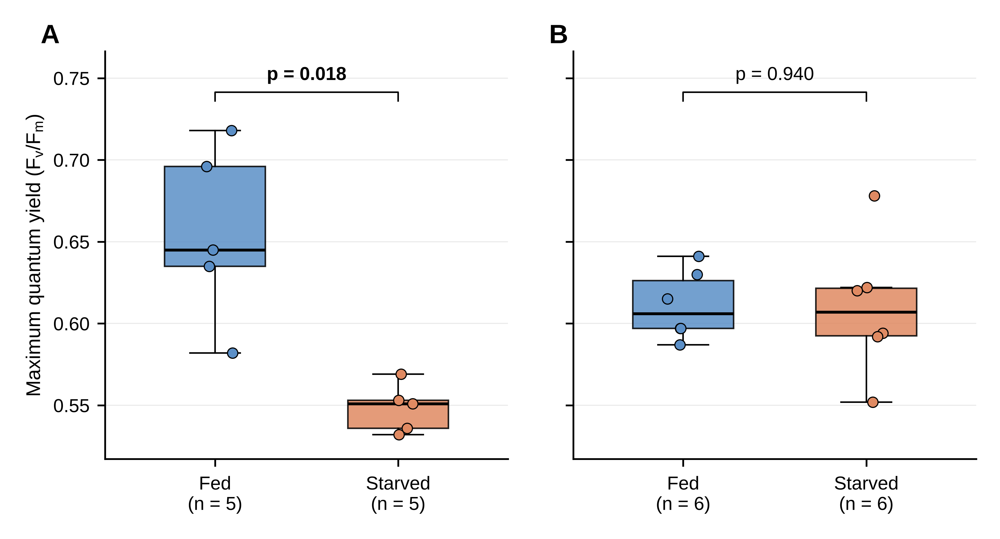 A
B
p = 0.018
p = 0.940
Maximum quantum yield (Fᵥ/Fₘ)
0.75
0.70
0.65
0.60
0.55
Fed
(n = 5)
Starved
(n = 5)
Fed
(n = 6)
Starved
(n = 6)